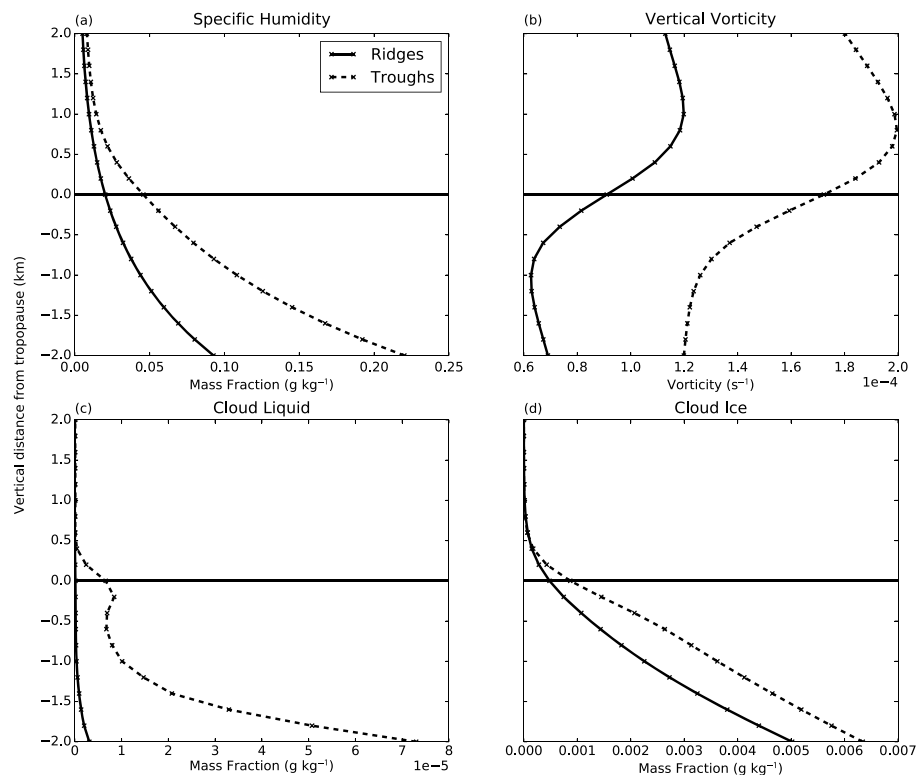 (a) Specific Humidity
2.0
1.5
1.0
0.5
0.0
−0.5
−1.0
−1.5
−2.0
Ridges
Troughs
0.00 0.05 0.10 0.15 0.20 0.25
Mass Fraction (g kg⁻¹)
(b) Vertical Vorticity
0.6 0.8 1.0 1.2 1.4 1.6 1.8 2.0
Vorticity (s⁻¹) 1e−4
Vertical distance from tropopause (km)
(c) Cloud Liquid
2.0
1.5
1.0
0.5
0.0
−0.5
−1.0
−1.5
−2.0
0 1 2 3 4 5 6 7 8
Mass Fraction (g kg⁻¹) 1e−5
(d) Cloud Ice
0.000 0.001 0.002 0.003 0.004 0.005 0.006 0.007
Mass Fraction (g kg⁻¹)